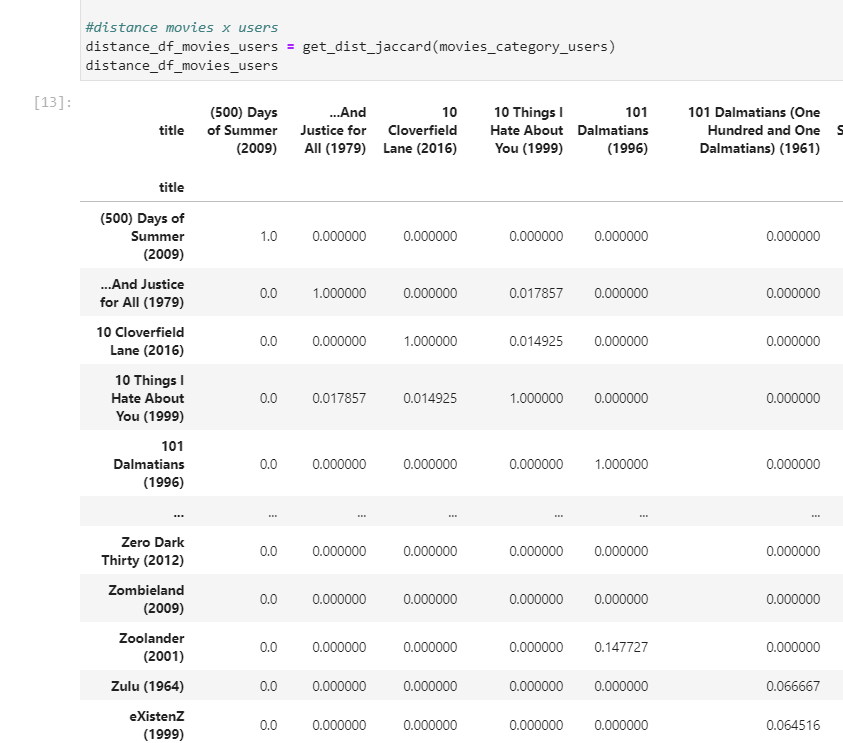 #distance movies x users
distance_df_movies_users = get_dist_jaccard(movies_category_users)
distance_df_movies_users
[13]:
title (500) Days of Summer (2009) ...And Justice for All (1979) 10 Cloverfield Lane (2016) 10 Things I Hate About You (1999) 101 Dalmatians (1996) 101 Dalmatians (One Hundred and One Dalmatians) (1961) S
title
(500) Days of Summer (2009) 1.0 0.000000 0.000000 0.000000 0.000000 0.000000
...And Justice for All (1979) 0.0 1.000000 0.000000 0.017857 0.000000 0.000000
10 Cloverfield Lane (2016) 0.0 0.000000 1.000000 0.014925 0.000000 0.000000
10 Things I Hate About You (1999) 0.0 0.017857 0.014925 1.000000 0.000000 0.000000
101 Dalmatians (1996) 0.0 0.000000 0.000000 0.000000 1.000000 0.000000
... ... ... ... ... ... ...
Zero Dark Thirty (2012) 0.0 0.000000 0.000000 0.000000 0.000000 0.000000
Zombieland (2009) 0.0 0.000000 0.000000 0.000000 0.000000 0.000000
Zoolander (2001) 0.0 0.000000 0.000000 0.000000 0.147727 0.000000
Zulu (1964) 0.0 0.000000 0.000000 0.000000 0.000000 0.066667
eXistenZ (1999) 0.0 0.000000 0.000000 0.000000 0.000000 0.064516